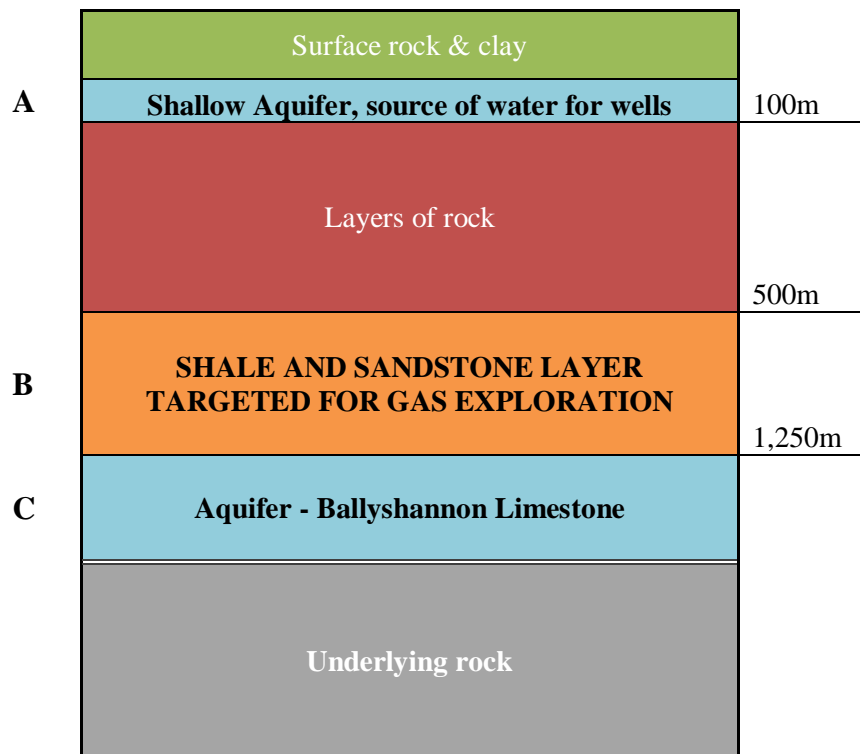 Surface rock & clay
A
Shallow Aquifer, source of water for wells
100m
Layers of rock
500m
B
SHALE AND SANDSTONE LAYER
TARGETED FOR GAS EXPLORATION
1,250m
C
Aquifer - Ballyshannon Limestone
Underlying rock